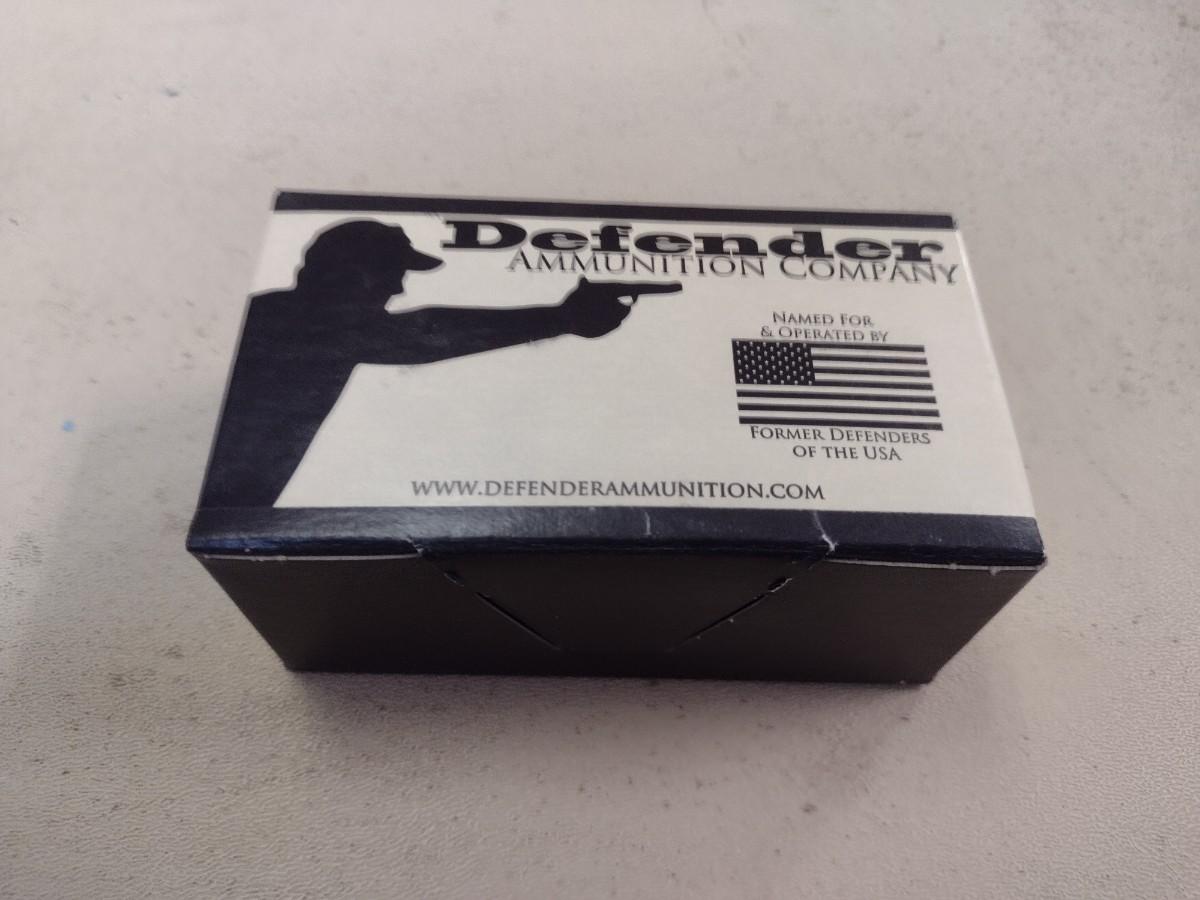 Defender
AMMUNITION COMPANY
NAMED FOR
& OPERATED BY
FORMER DEFENDERS
OF THE USA
WWW.DEFENDERAMMUNITION.COM